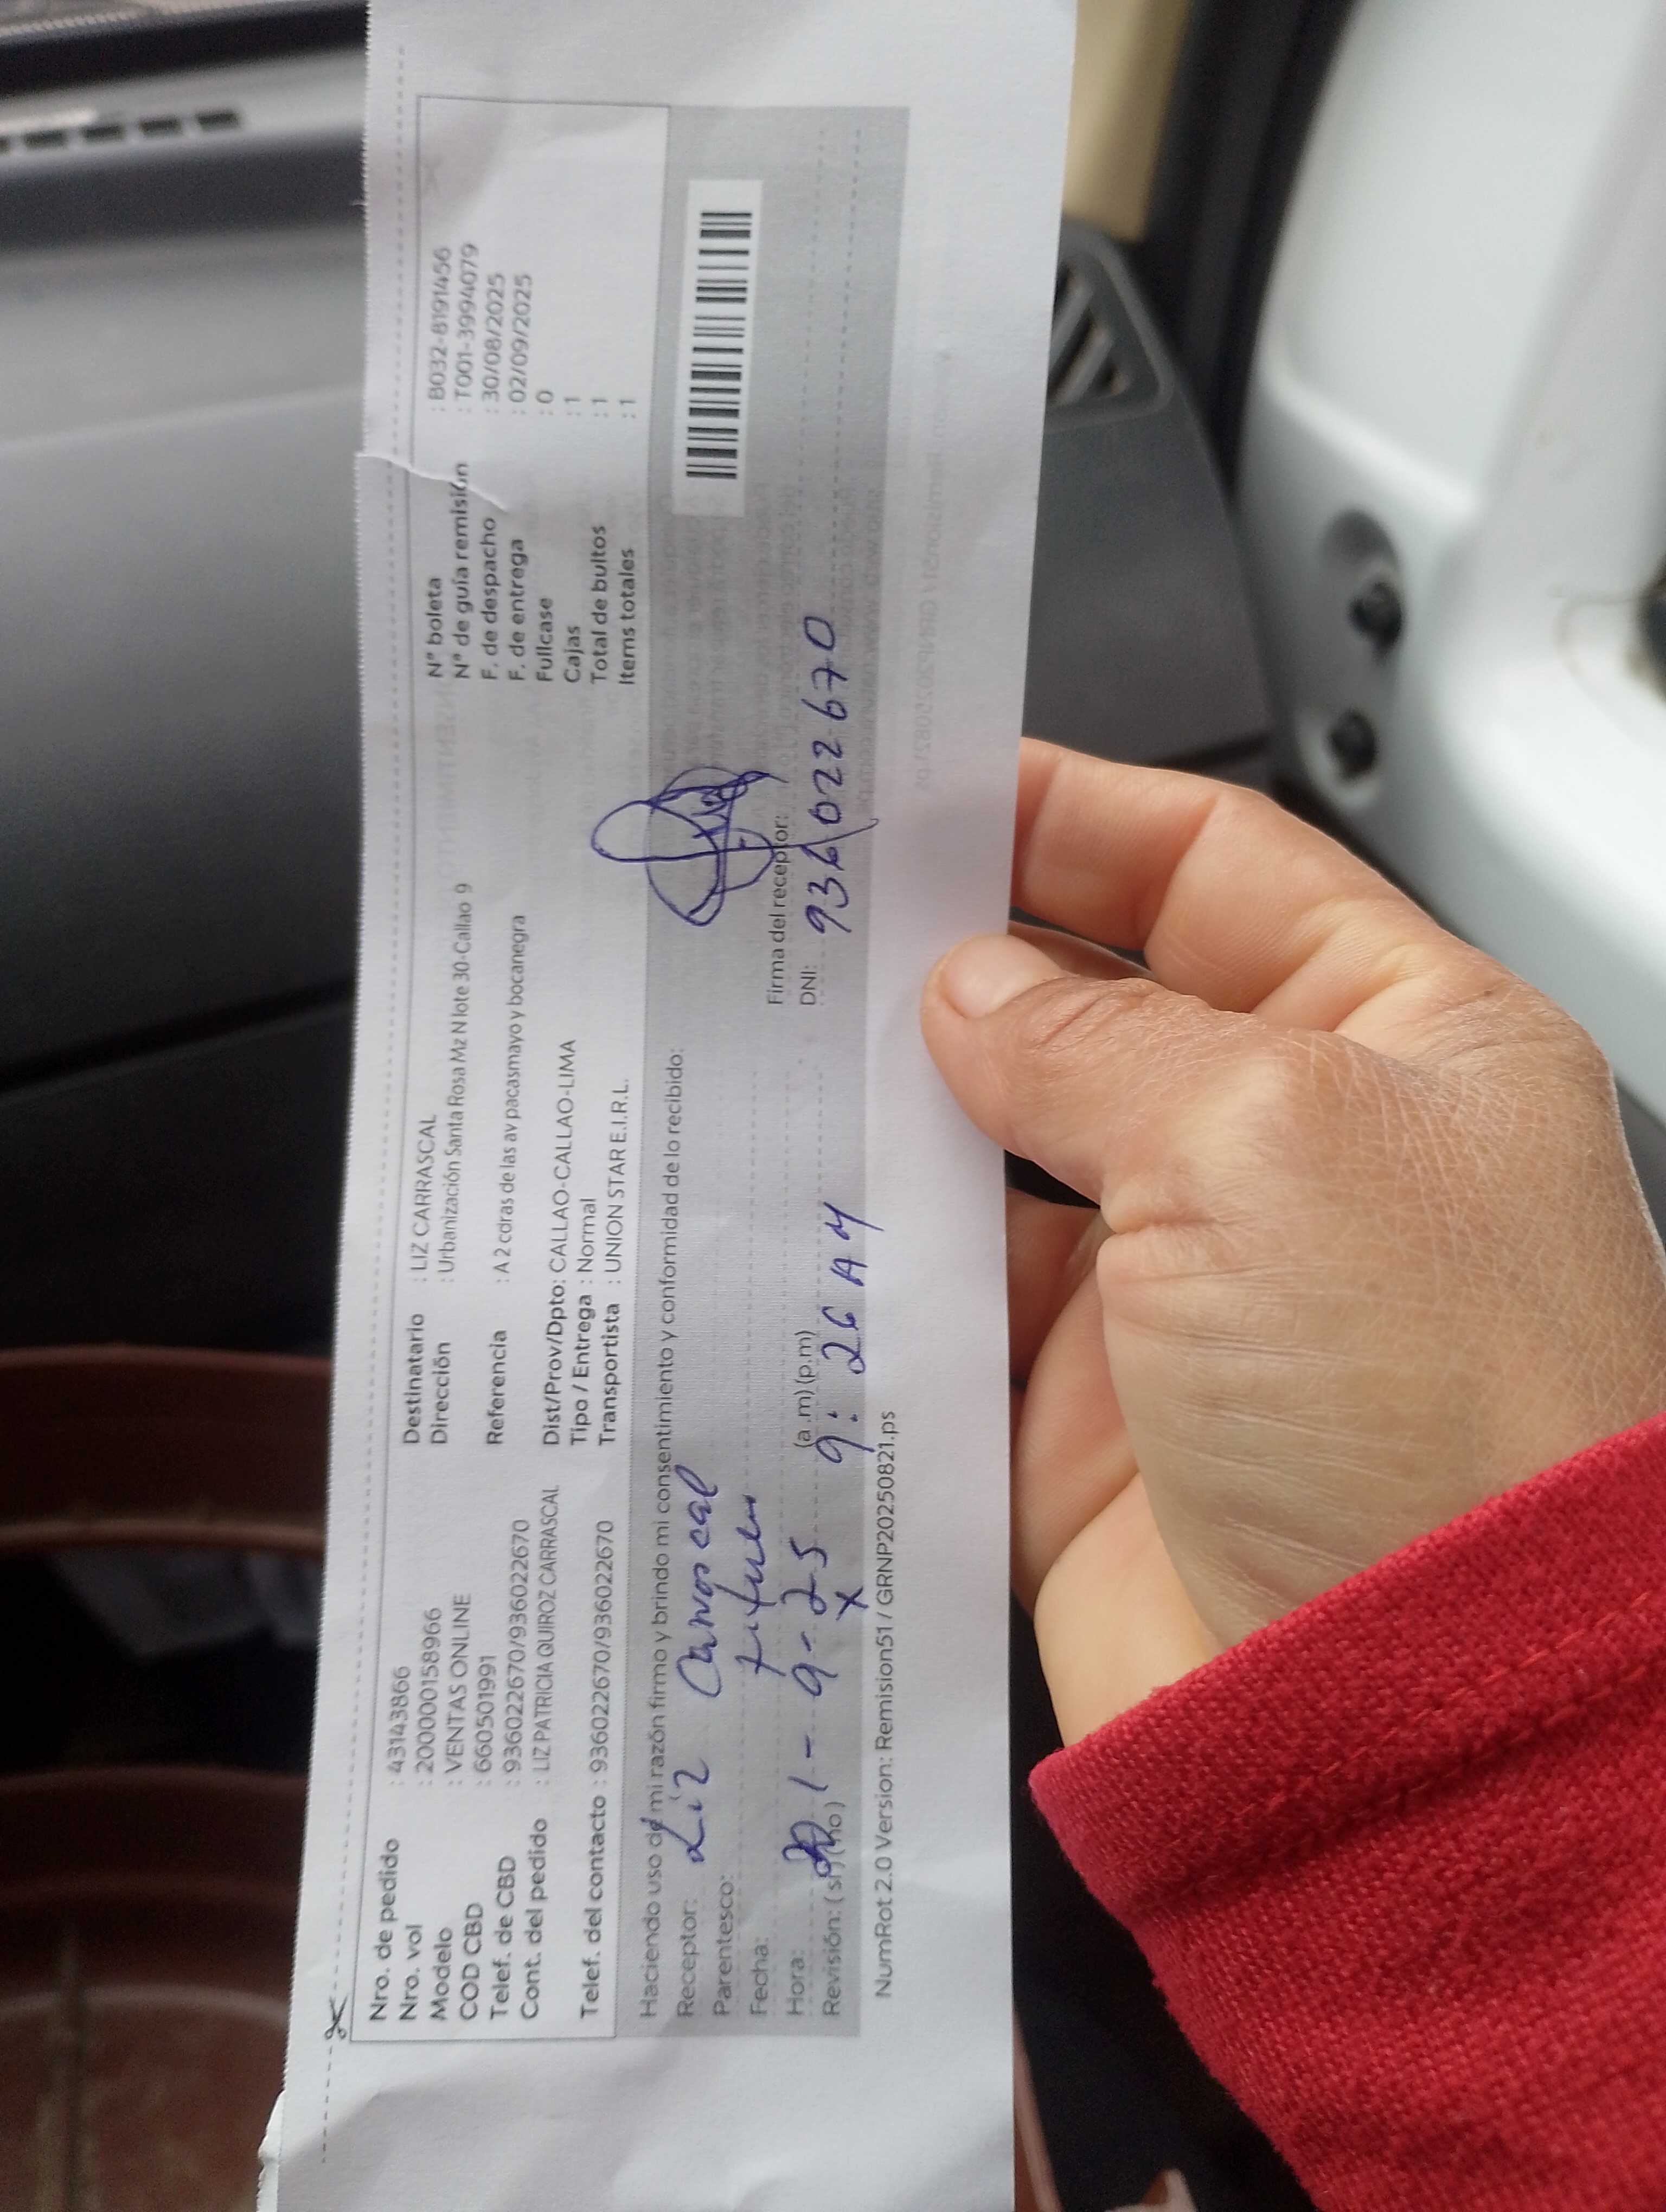 Nro. de pedido : 43143866
Nro. vol : 200000158966
Modelo : VENTAS ONLINE
COD CBD : 660501991
Telef. de CBD : 936022670/936022670
Cont. del pedido : LIZ PATRICIA QUIROZ CARRASCAL
Telef. del contacto : 936022670/936022670
Destinatario : LIZ CARRASCAL
Dirección : Urbanización Santa Rosa Mz N lote 30-Callao 9
Referencia : A 2 cdras de las av pacasmayo y bocanegra
Dist/Prov/Dpto: CALLAO-CALLAO-LIMA
Tipo / Entrega : Normal
Transportista : UNION STAR E.I.R.L.
N° boleta : B032-8191456
N° de guía remisión : T001-3994079
F. de despacho : 30/08/2025
F. de entrega : 02/09/2025
Fullcase : 0
Cajas : 1
Total de bultos : 1
Items totales : 1
Haciendo uso de mi razón firmo y brindo mi consentimiento y conformidad de lo recibido:
Receptor: Liz Carrascal
Parentesco: titular
Fecha: 1-9-25
Hora: (a.m) (p.m) 9:26 AM
Revisión: (si) (no) X
Firma del receptor:
DNI: 936022670
NumRot 2.0 Version: Remision51 / GRNP20250821.ps